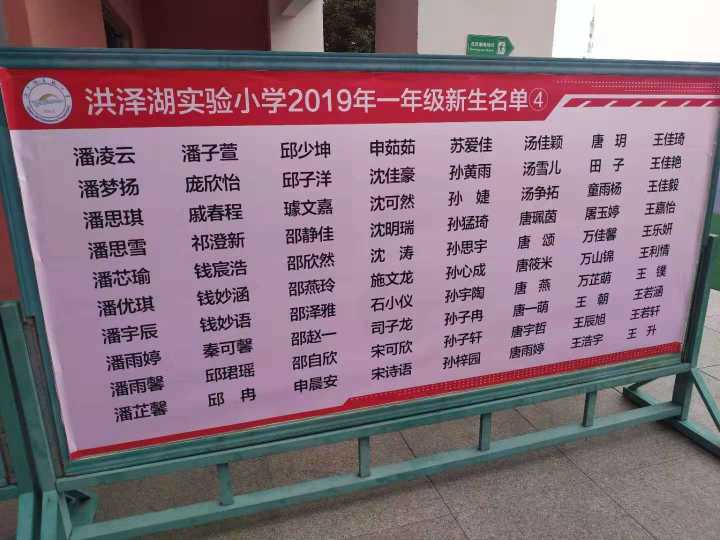 洪泽湖实验小学2019年一年级新生名单④
潘凌云 潘子萱 邱少坤 申茹茹 苏爱佳 汤佳颖 唐 玥 王佳琦
潘梦扬 庞欣怡 邱子洋 沈佳豪 孙黄雨 汤雪儿 田 子 王佳艳
潘思琪 戚春程 璩文嘉 沈可然 孙 婕 汤争拓 童雨杨 王佳毅
潘思雪 祁澄新 邵静佳 沈明瑞 孙猛琦 唐珮茵 屠玉婷 王嘉怡
潘芯瑜 钱宸浩 邵欣然 沈 涛 孙思宇 唐 颂 万佳馨 王乐妍
潘优琪 钱妙涵 邵燕玲 施文龙 孙心成 唐筱米 万山锦 王利情
潘宇辰 钱妙语 邵泽雅 石小仪 孙宇陶 唐 燕 万芷萌 王 镤
潘雨婷 秦可馨 邵赵一 司子龙 孙子冉 唐一萌 王 朝 王若涵
潘雨馨 邱珺瑶 邵自欣 宋可欣 孙子轩 唐宇哲 王辰旭 王若轩
潘芷馨 邱 冉 申晨安 宋诗语 孙梓园 唐雨婷 王浩宇 王 升